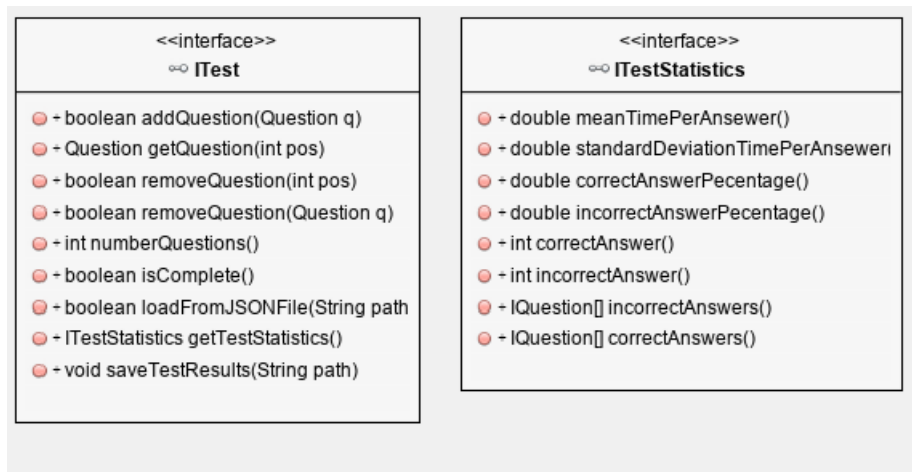 <<interface>>
ITest
+ boolean addQuestion(Question q)
+ Question getQuestion(int pos)
+ boolean removeQuestion(int pos)
+ boolean removeQuestion(Question q)
+ int numberQuestions()
+ boolean isComplete()
+ boolean loadFromJSONFile(String path
+ ITestStatistics getTestStatistics()
+ void saveTestResults(String path)
<<interface>>
ITestStatistics
+ double meanTimePerAnsewer()
+ double standardDeviationTimePerAnsewer(
+ double correctAnswerPecentage()
+ double incorrectAnswerPecentage()
+ int correctAnswer()
+ int incorrectAnswer()
+ IQuestion[] incorrectAnswers()
+ IQuestion[] correctAnswers()